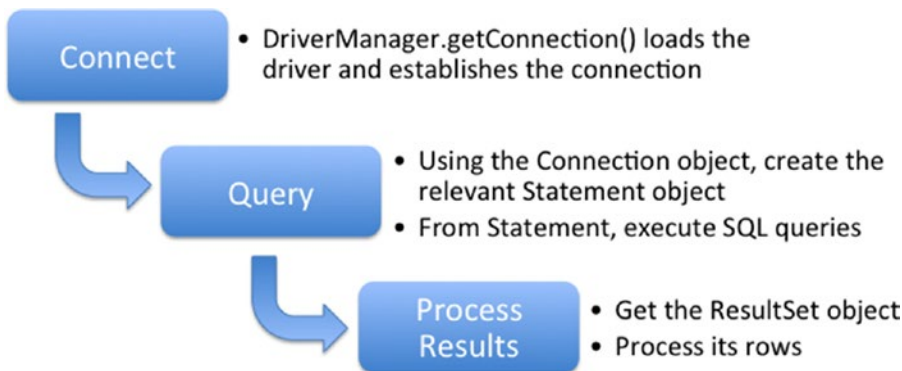 Connect
• DriverManager.getConnection() loads the
driver and establishes the connection
Query
• Using the Connection object, create the
relevant Statement object
• From Statement, execute SQL queries
Process
Results
• Get the ResultSet object
• Process its rows